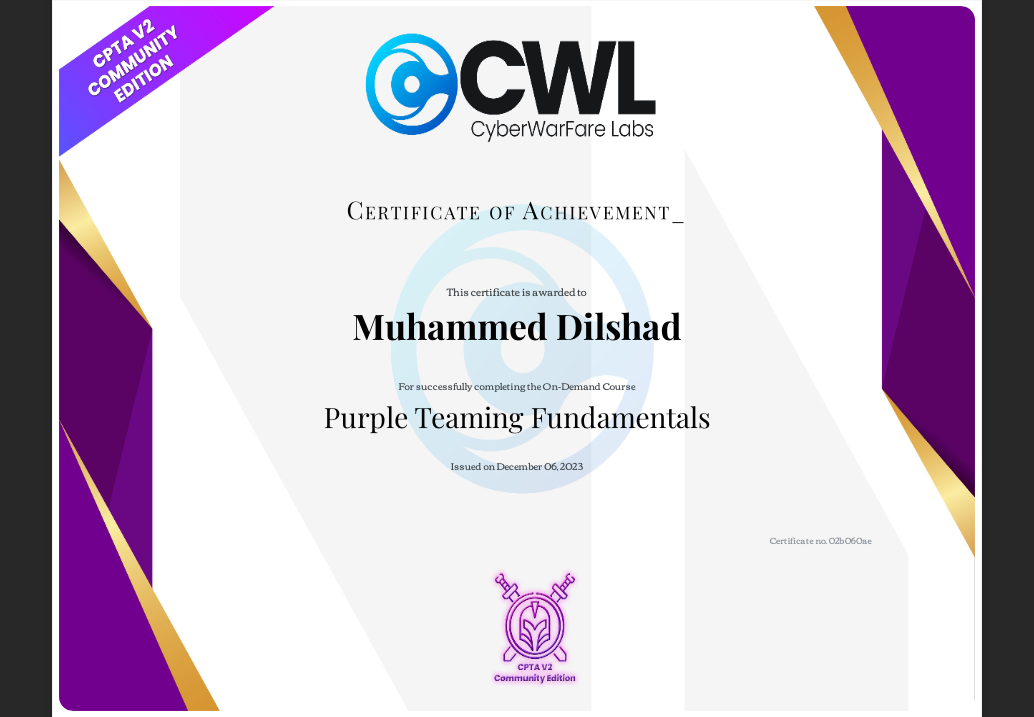 CPTA V2
COMMUNITY
EDITION
CWL
CyberWarFare Labs
Certificate of Achievement_
This certificate is awarded to
Muhammed Dilshad
For successfully completing the On-Demand Course
Purple Teaming Fundamentals
Issued on December 06, 2023
Certificate no. 02b060ae
CPTA V2
Community Edition